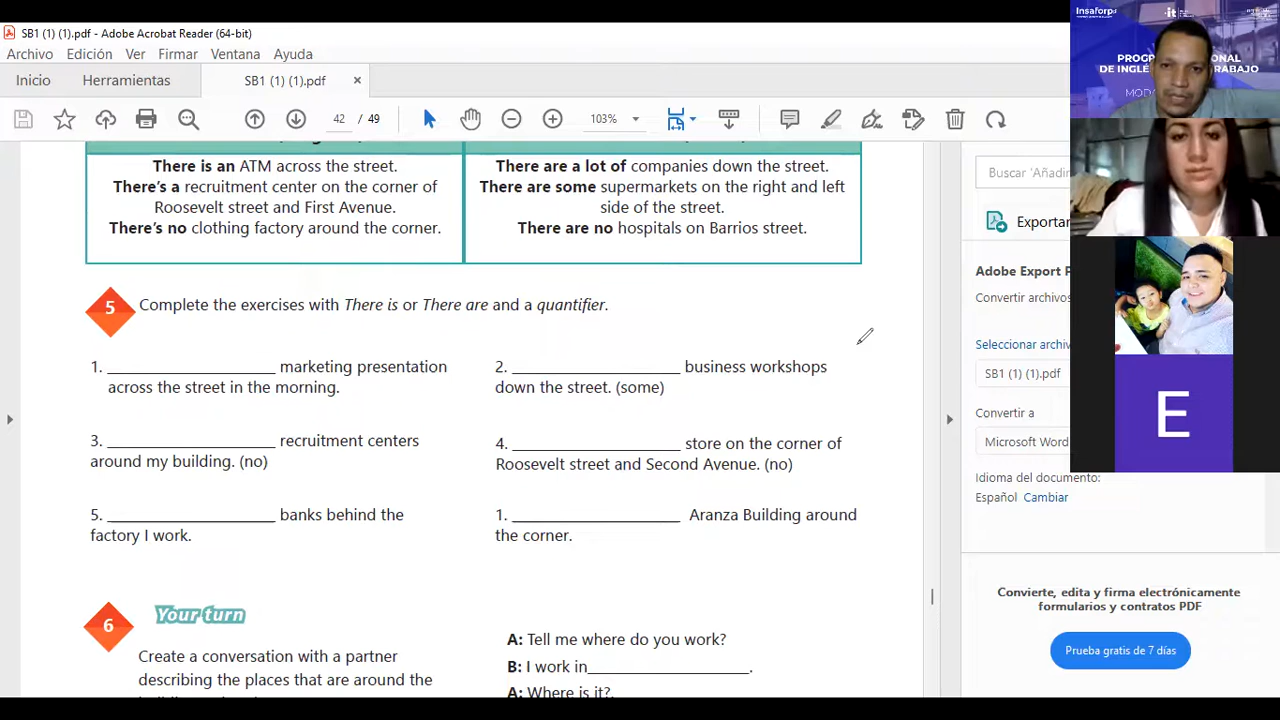 SB1 (1) (1).pdf - Adobe Acrobat Reader (64-bit)
Archivo Edición Ver Firmar Ventana Ayuda
Inicio Herramientas SB1 (1) (1).pdf ×
42 / 49 103%
There is an ATM across the street.
There's a recruitment center on the corner of
Roosevelt street and First Avenue.
There's no clothing factory around the corner.
There are a lot of companies down the street.
There are some supermarkets on the right and left
side of the street.
There are no hospitals on Barrios street.
5 Complete the exercises with There is or There are and a quantifier.
1. ____________________ marketing presentation
across the street in the morning.
2. ____________________ business workshops
down the street. (some)
3. ____________________ recruitment centers
around my building. (no)
4. ____________________ store on the corner of
Roosevelt street and Second Avenue. (no)
5. ____________________ banks behind the
factory I work.
1. ____________________ Aranza Building around
the corner.
6 Your turn
Create a conversation with a partner
describing the places that are around the
A: Tell me where do you work?
B: I work in___________________.
A: Where is it?.
Buscar 'Añadi
Exportar
Adobe Export P
Convertir archivos
Seleccionar archiv
SB1 (1) (1).pdf
Convertir a
Microsoft Word
Idioma del documento:
Español Cambiar
Convierte, edita y firma electrónicamente
formularios y contratos PDF
Prueba gratis de 7 días
Insaforp
it
E